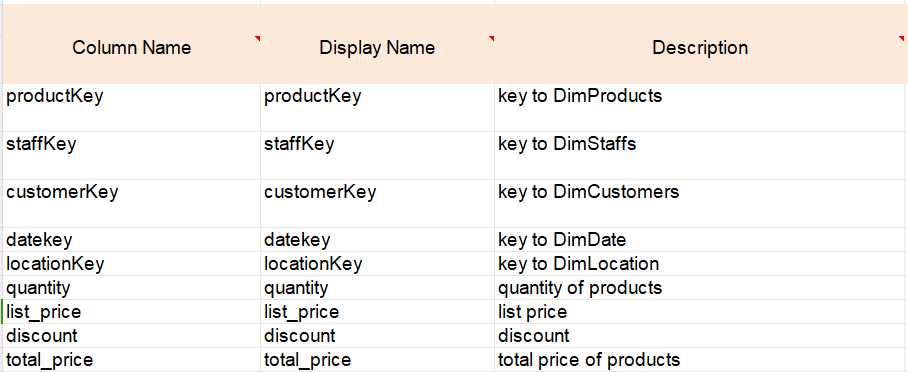 Column Name Display Name Description
productKey productKey key to DimProducts
staffKey staffKey key to DimStaffs
customerKey customerKey key to DimCustomers
datekey datekey key to DimDate
locationKey locationKey key to DimLocation
quantity quantity quantity of products
list_price list_price list price
discount discount discount
total_price total_price total price of products